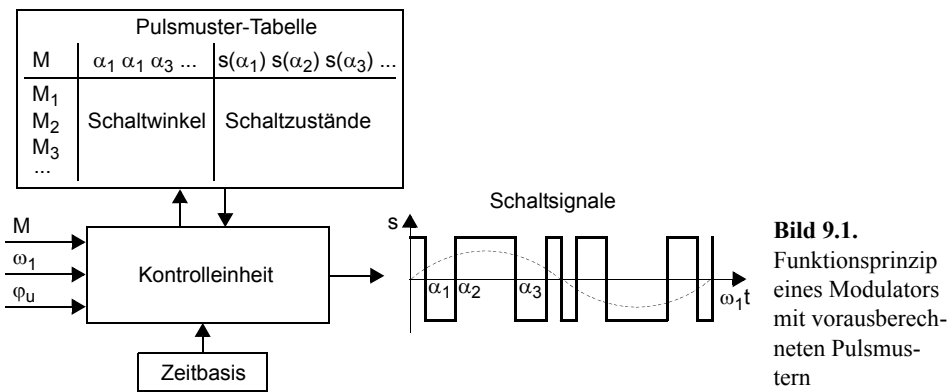 Pulsmuster-Tabelle
M α₁ α₁ α₃ ... s(α₁) s(α₂) s(α₃) ...
M₁
M₂ Schaltwinkel Schaltzustände
M₃
...
M
ω₁
φᵤ
Kontrolleinheit
Zeitbasis
Schaltsignale
s
α₁ α₂ α₃
ω₁t
Bild 9.1.
Funktionsprinzip
eines Modulators
mit vorausberech-
neten Pulsmus-
tern